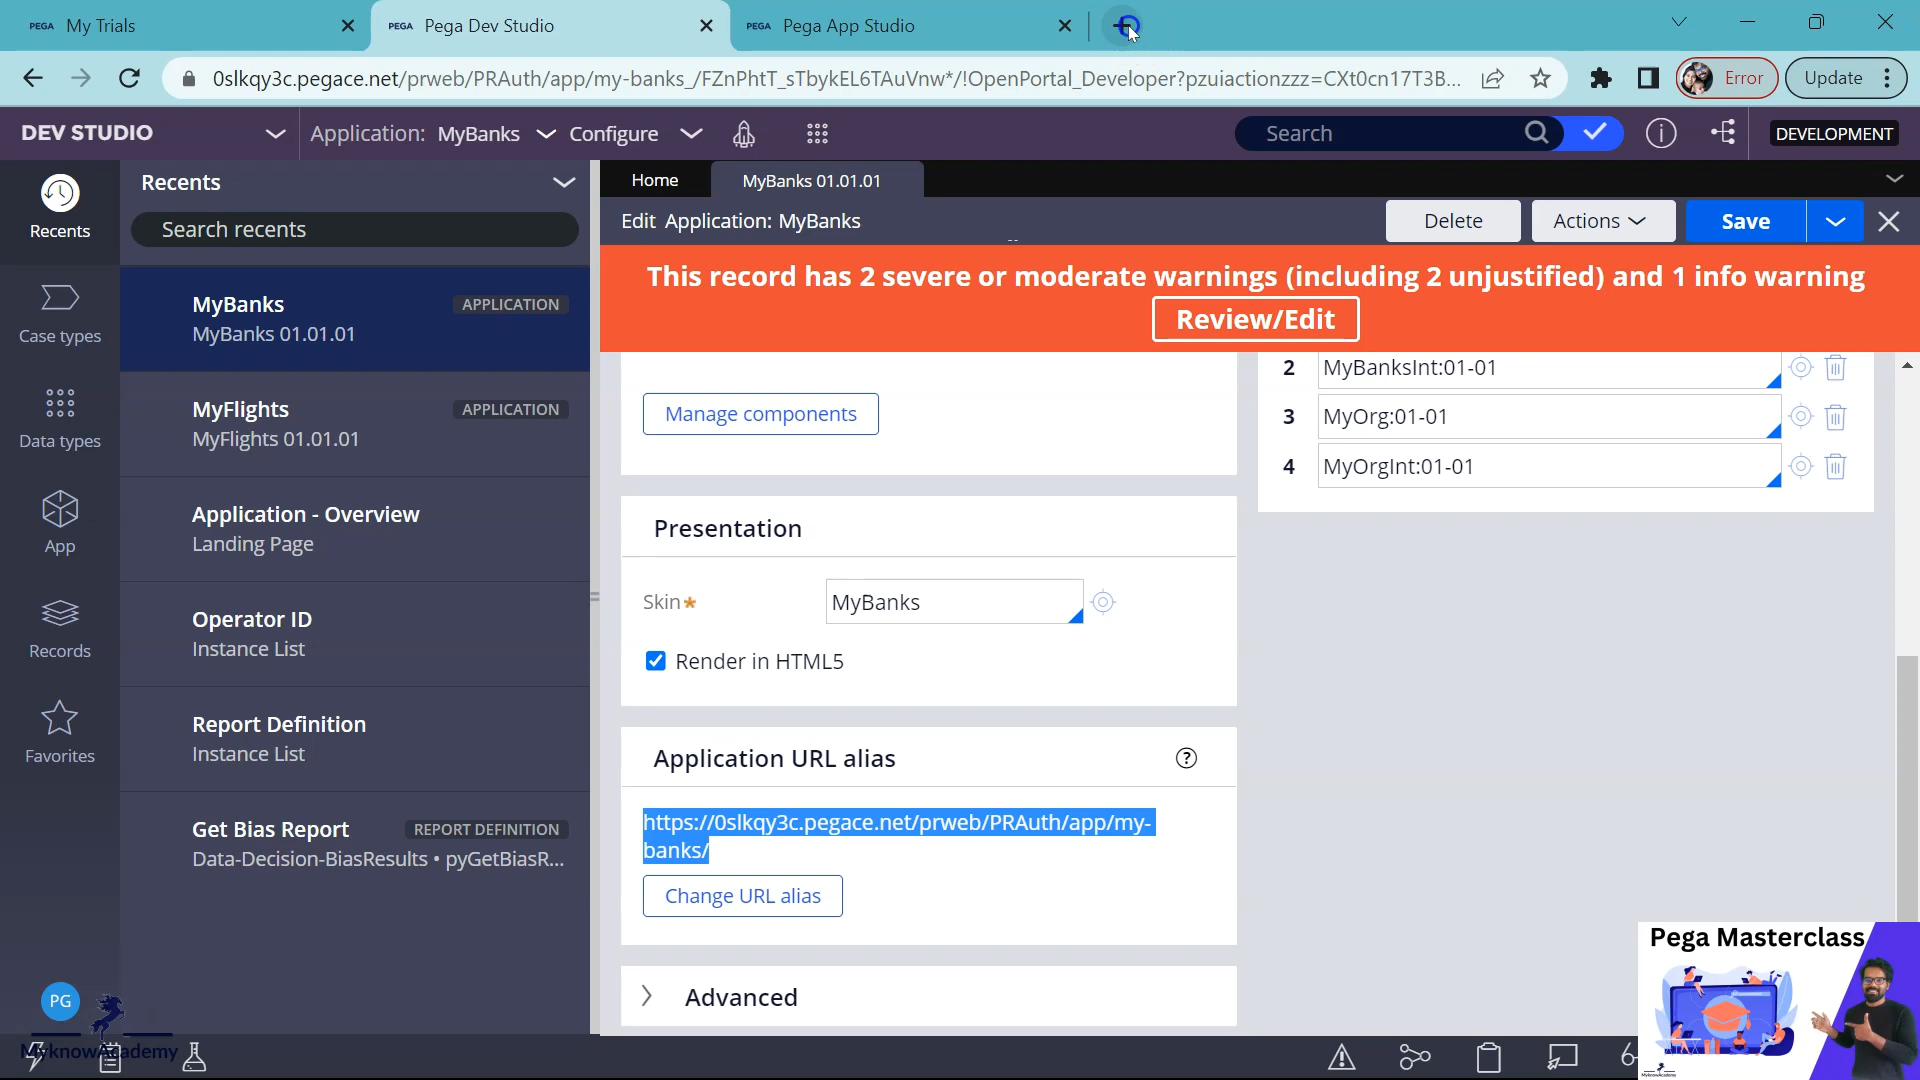 PEGA My Trials
PEGA Pega Dev Studio
PEGA Pega App Studio
0slkqy3c.pegace.net/prweb/PRAuth/app/my-banks_/FZnPhtT_sTbykEL6TAuVnw*/!OpenPortal_Developer?pzuiactionzzz=CXt0cn17T3B...
Error
Update
DEV STUDIO
Application: MyBanks
Configure
Search
DEVELOPMENT
Recents
Case types
Data types
App
Records
Favorites
PG
MyknowAcademy
Recents
Search recents
MyBanks APPLICATION
MyBanks 01.01.01
MyFlights APPLICATION
MyFlights 01.01.01
Application - Overview
Landing Page
Operator ID
Instance List
Report Definition
Instance List
Get Bias Report REPORT DEFINITION
Data-Decision-BiasResults • pyGetBiasR...
Home
MyBanks 01.01.01
Edit Application: MyBanks
Delete
Actions
Save
This record has 2 severe or moderate warnings (including 2 unjustified) and 1 info warning
Review/Edit
Manage components
2 MyBanksInt:01-01
3 MyOrg:01-01
4 MyOrgInt:01-01
Presentation
Skin* MyBanks
Render in HTML5
Application URL alias
https://0slkqy3c.pegace.net/prweb/PRAuth/app/my-
banks/
Change URL alias
Advanced
Pega Masterclass